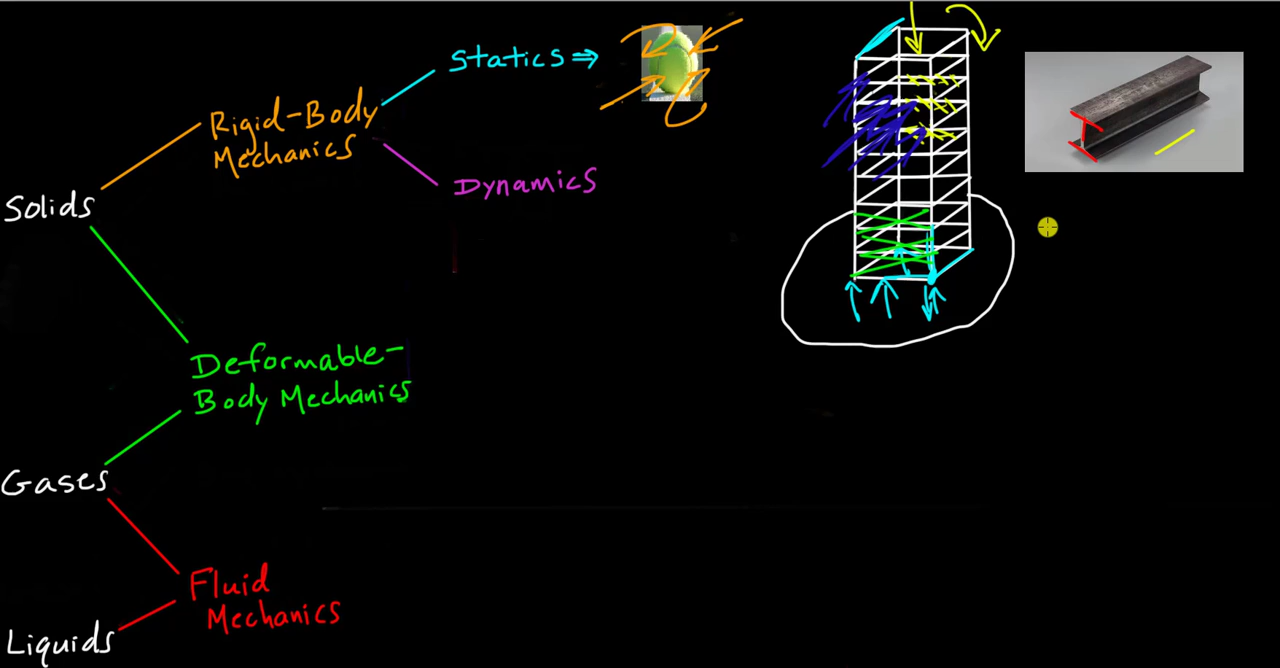 Statics ⇒
Rigid-Body
Mechanics
Dynamics
Solids
Deformable-
Body Mechanics
Gases
Fluid
Mechanics
Liquids